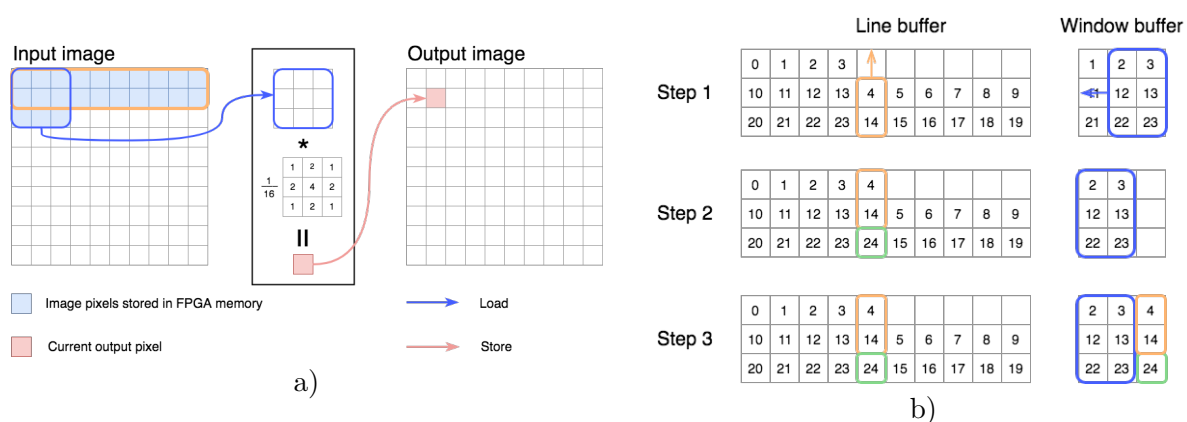 Input image
Output image
*
1 2 1
1/16
2 4 2
1 2 1
=
Image pixels stored in FPGA memory
Load
Current output pixel
Store
a)
Line buffer
Window buffer
Step 1
0 1 2 3
10 11 12 13 4 5 6 7 8 9
20 21 22 23 14 15 16 17 18 19
1 2 3
12 13
21 22 23
Step 2
0 1 2 3 4
10 11 12 13 14 5 6 7 8 9
20 21 22 23 24 15 16 17 18 19
2 3
12 13
22 23
Step 3
0 1 2 3 4
10 11 12 13 14 5 6 7 8 9
20 21 22 23 24 15 16 17 18 19
2 3 4
12 13 14
22 23 24
b)